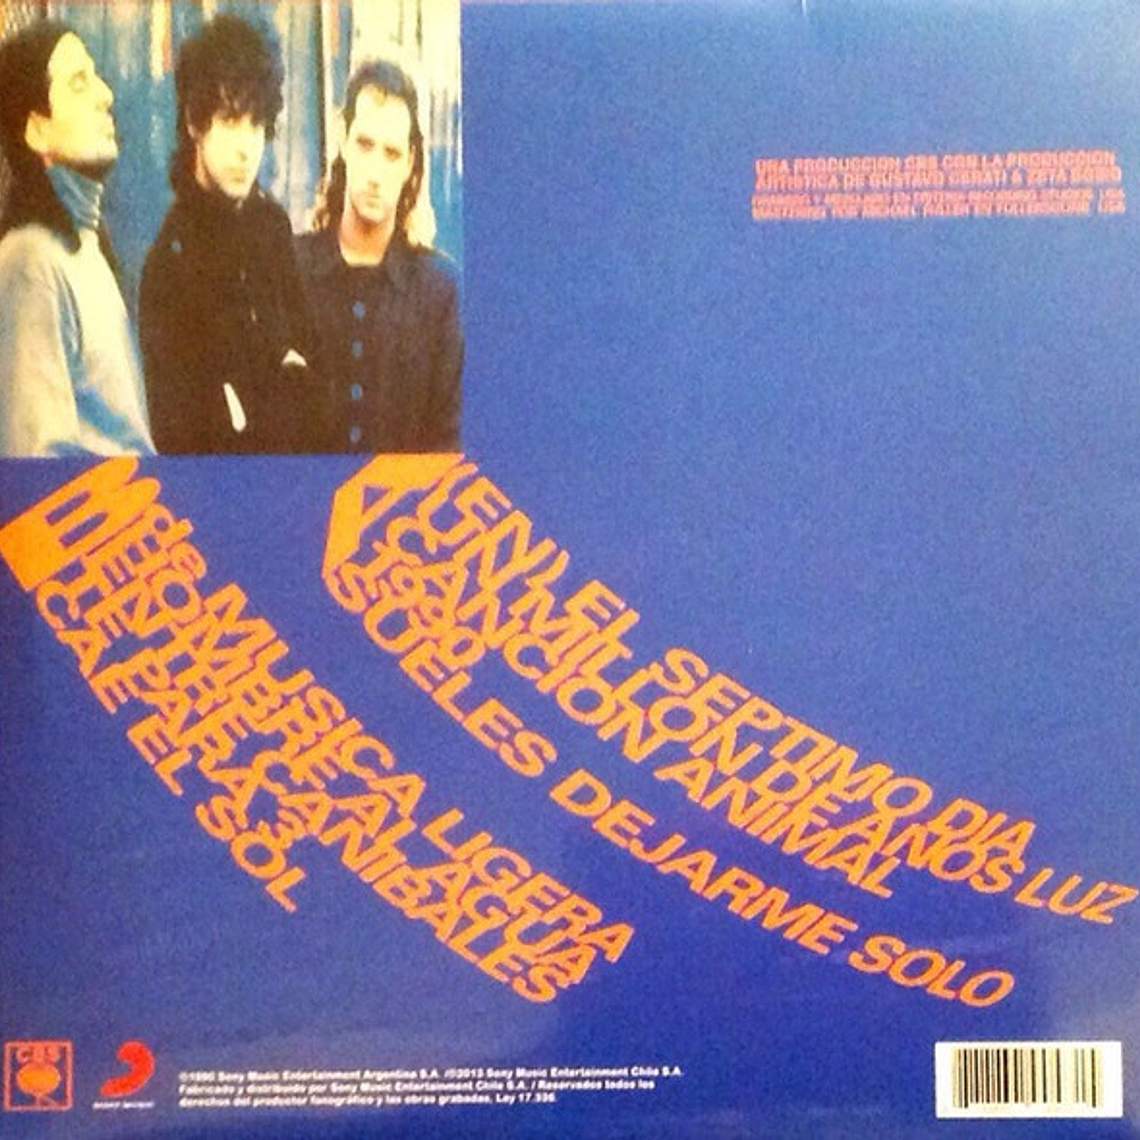 UNA PRODUCCION CBS CON LA PRODUCCION
ARTISTICA DE GUSTAVO CERATI & ZETA BOSIO
A
(EN) EL SEPTIMO DÍA
UN MILLON DE AÑOS LUZ
CANCION ANIMAL
1990
SUELES DEJARME SOLO
B
de MUSICA LIGERA
HOMBRE AL AGUA
ENTRE CANIBALES
TE PARA 3
CAE EL SOL
CBS
©1990 Sony Music Entertainment Argentina S.A. /℗2013 Sony Music Entertainment Chile S.A.
Fabricado y distribuido por Sony Music Entertainment Chile S.A. / Reservados todos los
derechos del productor fonográfico y las obras grabadas. Ley 17.336